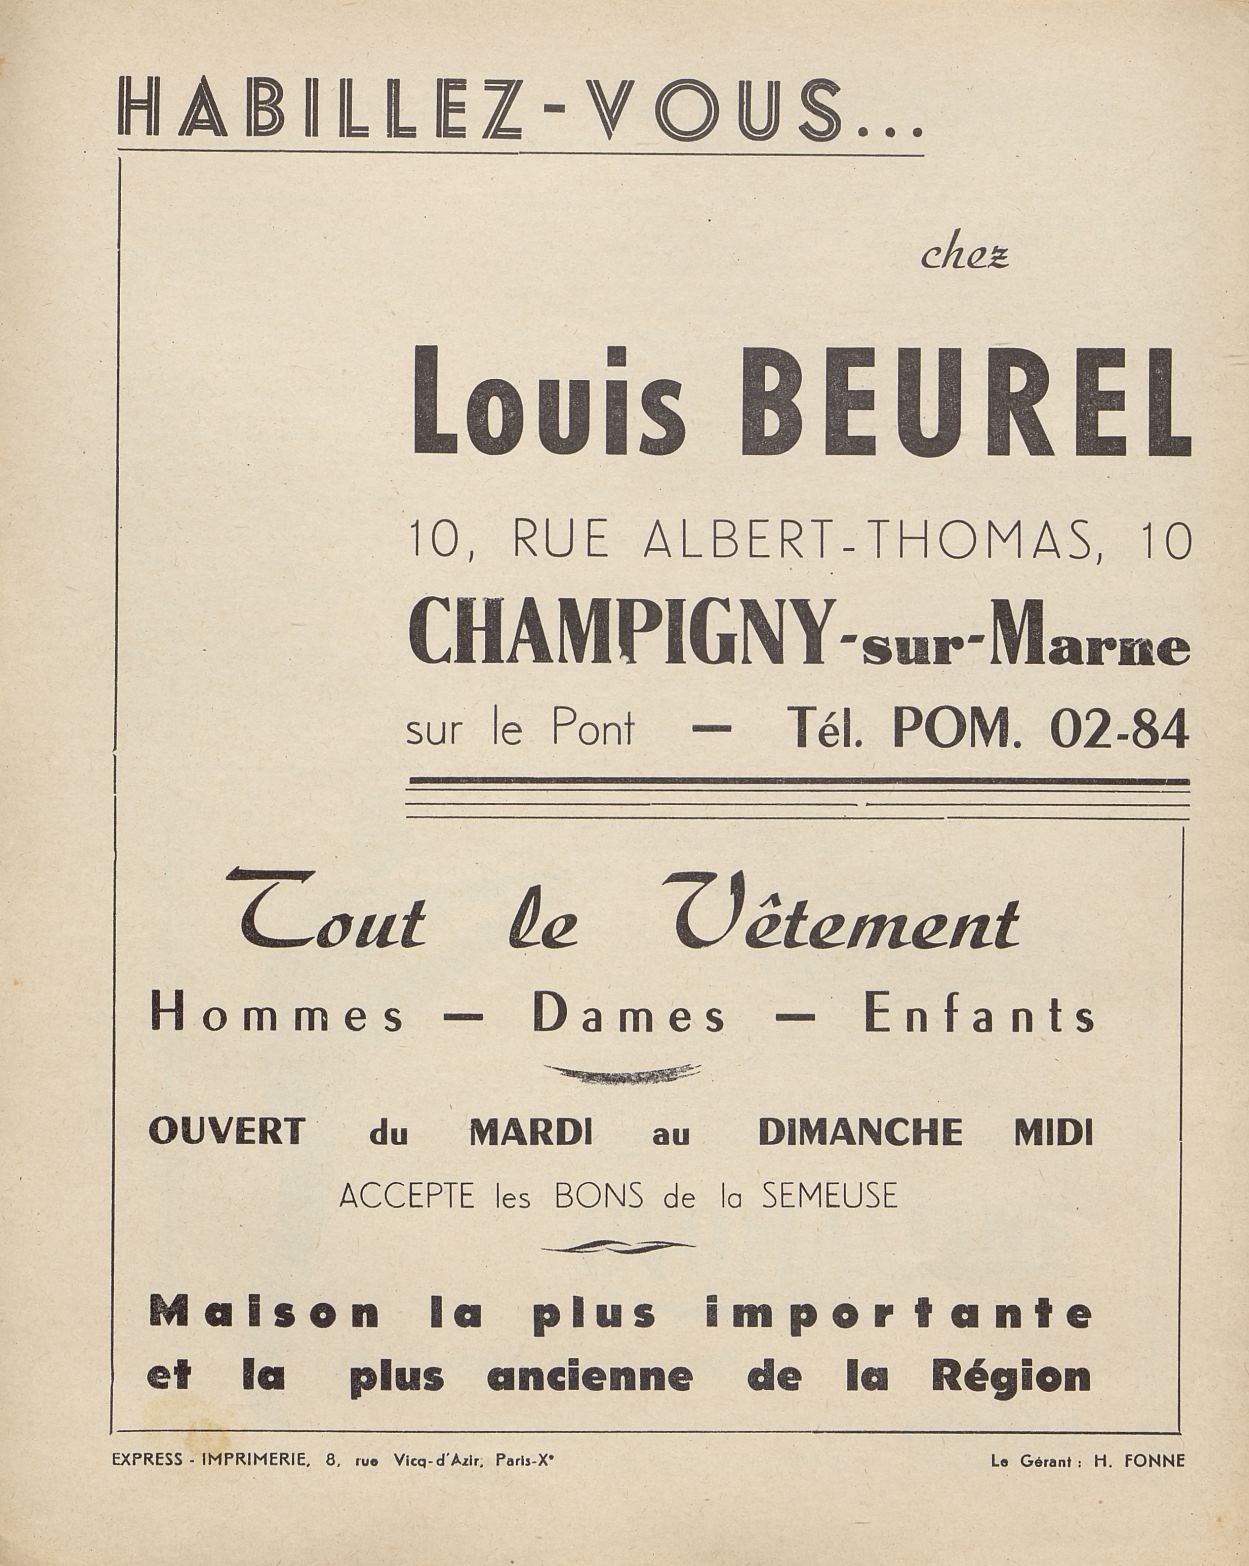 HABILLEZ-VOUS...
chez
Louis BEUREL
10, RUE ALBERT-THOMAS, 10
CHAMPIGNY-sur-Marne
sur le Pont — Tél. POM. 02-84
Tout le Vêtement
Hommes — Dames — Enfants
OUVERT du MARDI au DIMANCHE MIDI
ACCEPTE les BONS de la SEMEUSE
Maison la plus importante
et la plus ancienne de la Région
EXPRESS - IMPRIMERIE, 8, rue Vicq-d'Azir, Paris-Xe
Le Gérant : H. FONNE